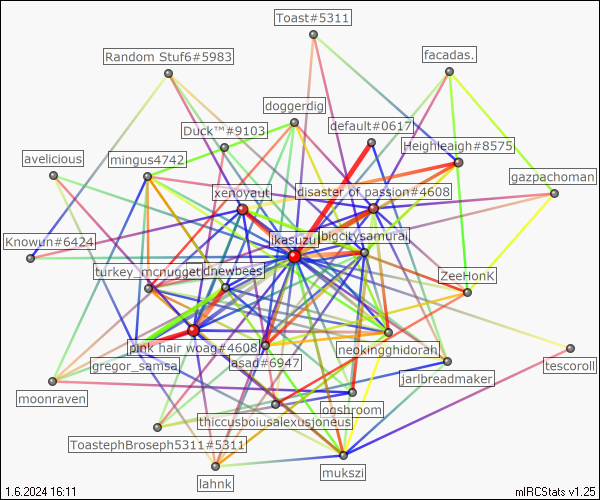 Toast#5311
Random Stuf6#5983
facadas.
doggerdig
default#0617
Duck™#9103
Heighleaigh#8575
avelicious
mingus4742
gazpachoman
xenovaut
disaster of passion#4608
Knowun#6424
ikasuzu
bigcitysamurai
turkey_mcnugget
dnewbees
ZeeHonk
pink hair woag#4608
neokingghidorah
gregor_samsa
asad#6947
tescoroll
jarlbreadmaker
moonraven
ogshroom
thiccusboiusalexusjoneus
ToastephBroseph5311#5311
mukszi
lahnk
1.6.2024 16:11
mIRCStats v1.25